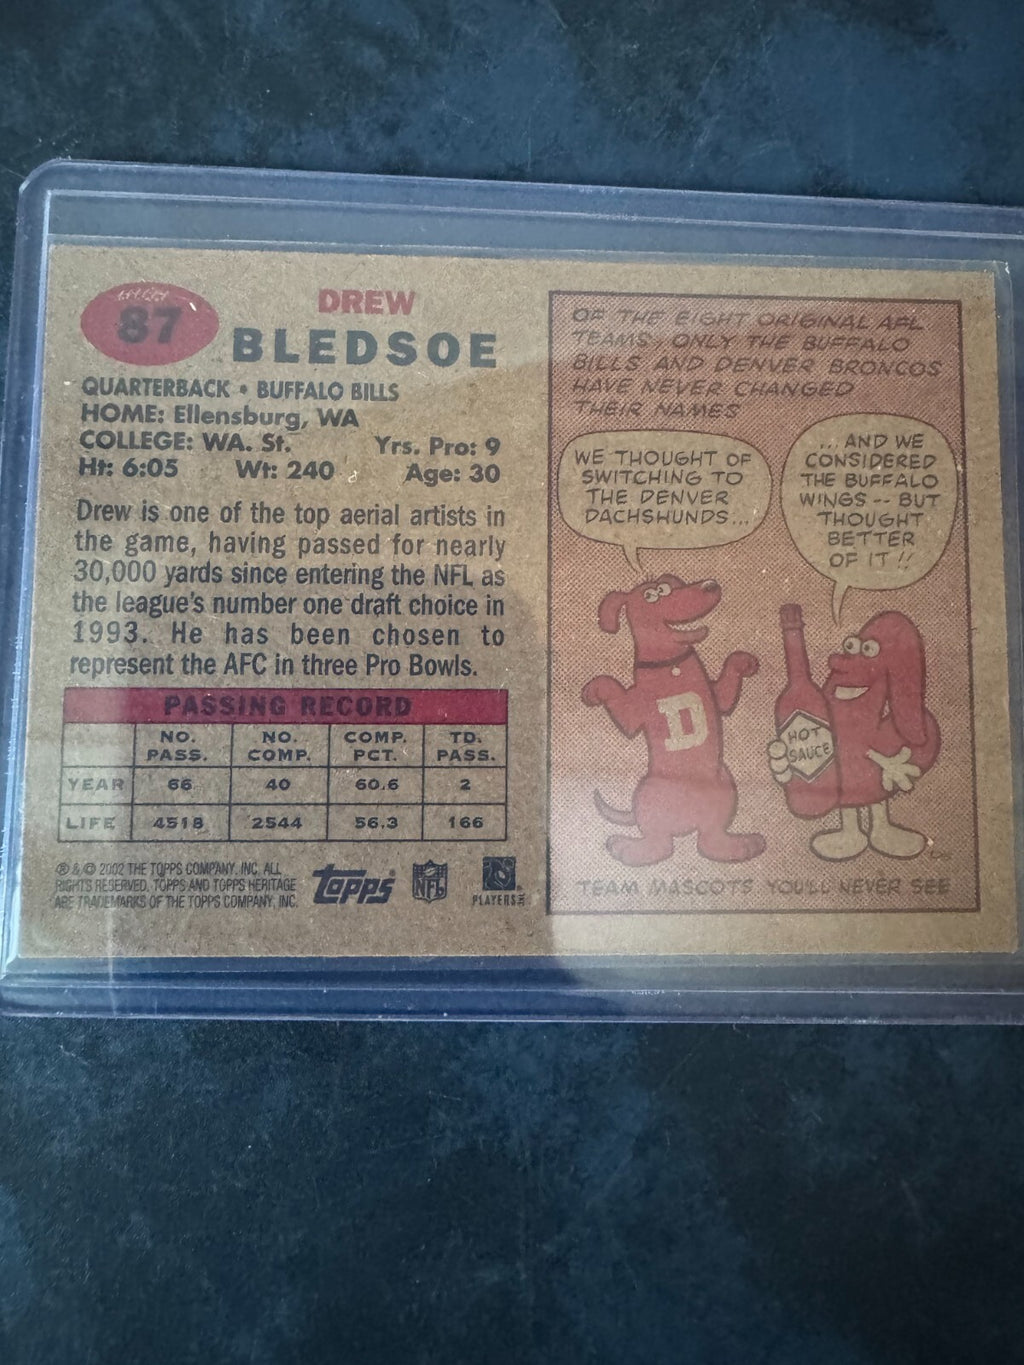 87
DREW
BLEDSOE
QUARTERBACK • BUFFALO BILLS
HOME: Ellensburg, WA
COLLEGE: WA. St. Yrs. Pro: 9
Ht: 6:05 Wt: 240 Age: 30
Drew is one of the top aerial artists in
the game, having passed for nearly
30,000 yards since entering the NFL as
the league's number one draft choice in
1993. He has been chosen to
represent the AFC in three Pro Bowls.
PASSING RECORD
NO. PASS. NO. COMP. COMP. PCT. TD. PASS.
YEAR 66 40 60.6 2
LIFE 4518 2544 56.3 166
® & © 2002 THE TOPPS COMPANY, INC. ALL
RIGHTS RESERVED. TOPPS AND TOPPS HERITAGE
ARE TRADEMARKS OF THE TOPPS COMPANY, INC.
Topps
NFL
PLAYERS INC
OF THE EIGHT ORIGINAL AFL
TEAMS, ONLY THE BUFFALO
BILLS AND DENVER BRONCOS
HAVE NEVER CHANGED
THEIR NAMES
WE THOUGHT OF
SWITCHING TO
THE DENVER
DACHSHUNDS...
... AND WE
CONSIDERED
THE BUFFALO
WINGS -- BUT
THOUGHT
BETTER
OF IT!!
D
HOT
SAUCE
TEAM MASCOTS YOU'LL NEVER SEE